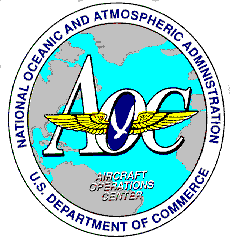 NATIONAL OCEANIC AND ATMOSPHERIC ADMINISTRATION
AOC
AIRCRAFT
OPERATIONS
CENTER
U.S. DEPARTMENT OF COMMERCE